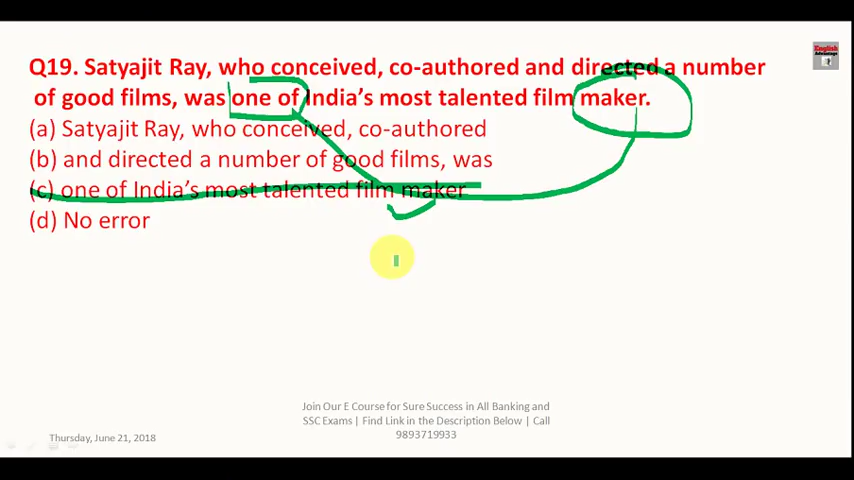 Q19. Satyajit Ray, who conceived, co-authored and directed a number
of good films, was one of India's most talented film maker.
(a) Satyajit Ray, who conceived, co-authored
(b) and directed a number of good films, was
(c) one of India's most talented film maker
(d) No error
English
Advantage
Join Our E Course for Sure Success in All Banking and
SSC Exams | Find Link in the Description Below | Call
9893719933
Thursday, June 21, 2018